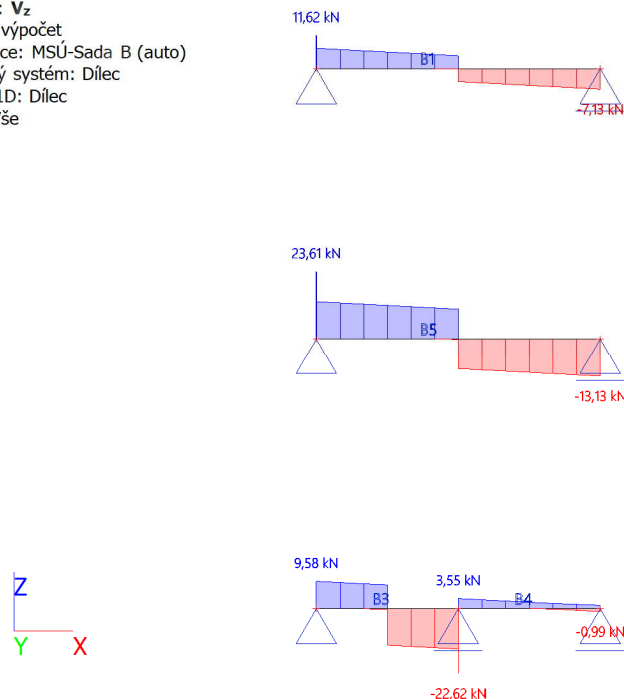 : Vz
výpočet
ce: MSÚ-Sada B (auto)
ý systém: Dílec
1D: Dílec
še
11,62 kN
B1
-7,13 kN
23,61 kN
B5
-13,13 kN
9,58 kN
3,55 kN
B3
B4
-0,99 kN
-22,62 kN
Z
Y
X